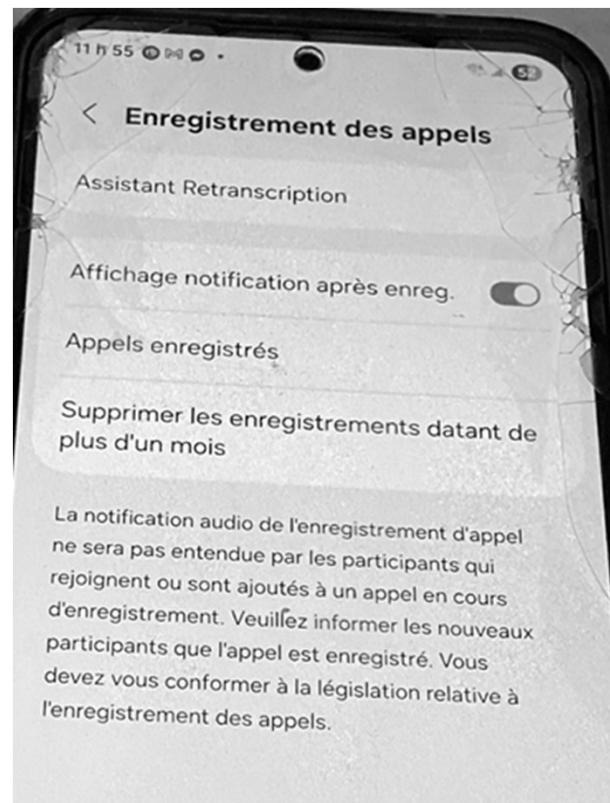 11 h 55
52
Enregistrement des appels
Assistant Retranscription
Affichage notification après enreg.
Appels enregistrés
Supprimer les enregistrements datant de
plus d'un mois
La notification audio de l'enregistrement d'appel
ne sera pas entendue par les participants qui
rejoignent ou sont ajoutés à un appel en cours
d'enregistrement. Veuillez informer les nouveaux
participants que l'appel est enregistré. Vous
devez vous conformer à la législation relative à
l'enregistrement des appels.